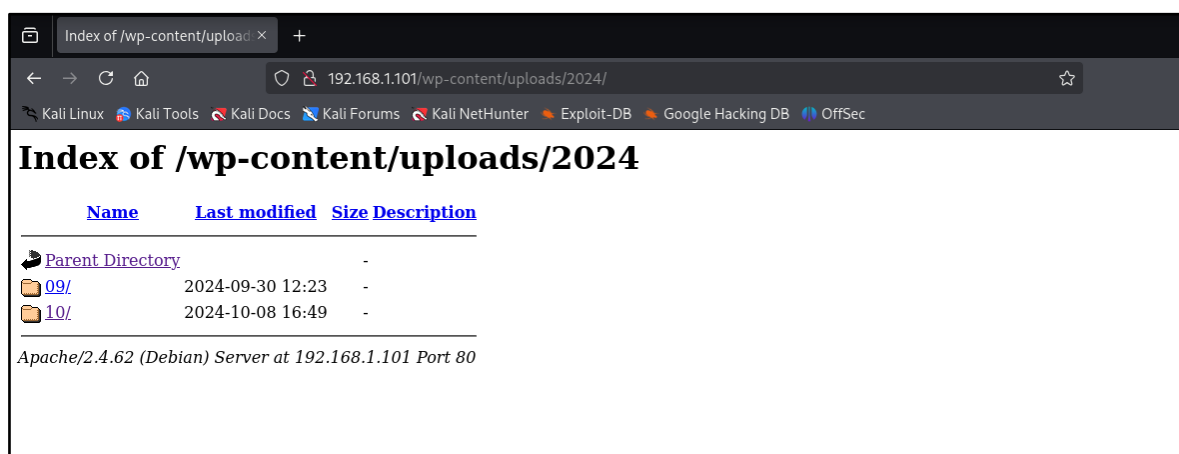 Index of /wp-content/upload
192.168.1.101/wp-content/uploads/2024/
Kali Linux Kali Tools Kali Docs Kali Forums Kali NetHunter Exploit-DB Google Hacking DB OffSec
Index of /wp-content/uploads/2024
Name Last modified Size Description
Parent Directory -
09/ 2024-09-30 12:23 -
10/ 2024-10-08 16:49 -
Apache/2.4.62 (Debian) Server at 192.168.1.101 Port 80